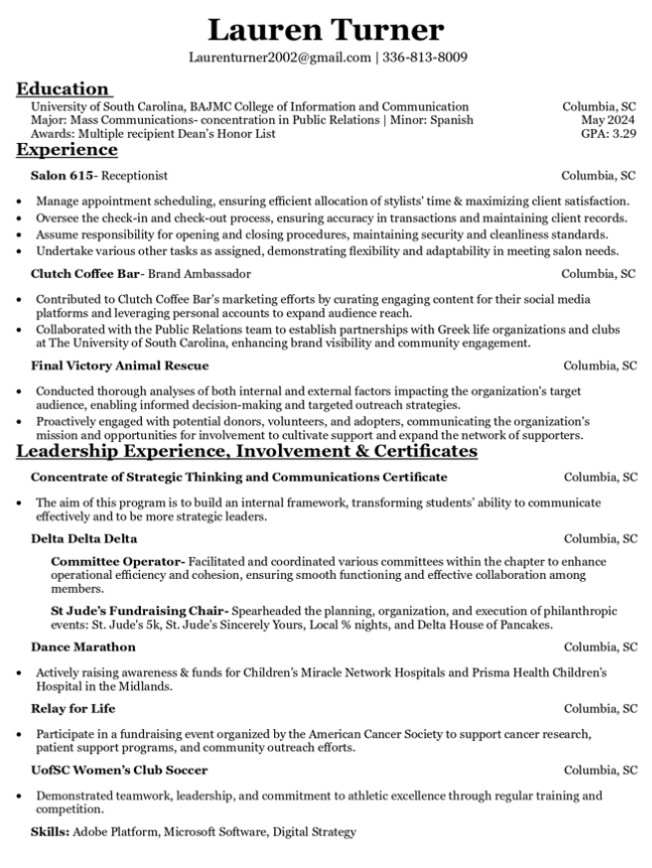 Lauren Turner
Laurenturner2002@gmail.com | 336-813-8009
Education
University of South Carolina, BAJMC College of Information and Communication Columbia, SC
Major: Mass Communications- concentration in Public Relations | Minor: Spanish May 2024
Awards: Multiple recipient Dean's Honor List GPA: 3.29
Experience
Salon 615- Receptionist Columbia, SC
• Manage appointment scheduling, ensuring efficient allocation of stylists' time & maximizing client satisfaction.
• Oversee the check-in and check-out process, ensuring accuracy in transactions and maintaining client records.
• Assume responsibility for opening and closing procedures, maintaining security and cleanliness standards.
• Undertake various other tasks as assigned, demonstrating flexibility and adaptability in meeting salon needs.
Clutch Coffee Bar- Brand Ambassador Columbia, SC
• Contributed to Clutch Coffee Bar's marketing efforts by curating engaging content for their social media
platforms and leveraging personal accounts to expand audience reach.
• Collaborated with the Public Relations team to establish partnerships with Greek life organizations and clubs
at The University of South Carolina, enhancing brand visibility and community engagement.
Final Victory Animal Rescue Columbia, SC
• Conducted thorough analyses of both internal and external factors impacting the organization's target
audience, enabling informed decision-making and targeted outreach strategies.
• Proactively engaged with potential donors, volunteers, and adopters, communicating the organization's
mission and opportunities for involvement to cultivate support and expand the network of supporters.
Leadership Experience, Involvement & Certificates
Concentrate of Strategic Thinking and Communications Certificate Columbia, SC
• The aim of this program is to build an internal framework, transforming students' ability to communicate
effectively and to be more strategic leaders.
Delta Delta Delta Columbia, SC
Committee Operator- Facilitated and coordinated various committees within the chapter to enhance
operational efficiency and cohesion, ensuring smooth functioning and effective collaboration among
members.
St Jude's Fundraising Chair- Spearheaded the planning, organization, and execution of philanthropic
events: St. Jude's 5k, St. Jude's Sincerely Yours, Local % nights, and Delta House of Pancakes.
Dance Marathon Columbia, SC
• Actively raising awareness & funds for Children's Miracle Network Hospitals and Prisma Health Children's
Hospital in the Midlands.
Relay for Life Columbia, SC
• Participate in a fundraising event organized by the American Cancer Society to support cancer research,
patient support programs, and community outreach efforts.
UofSC Women's Club Soccer Columbia, SC
• Demonstrated teamwork, leadership, and commitment to athletic excellence through regular training and
competition.
Skills: Adobe Platform, Microsoft Software, Digital Strategy